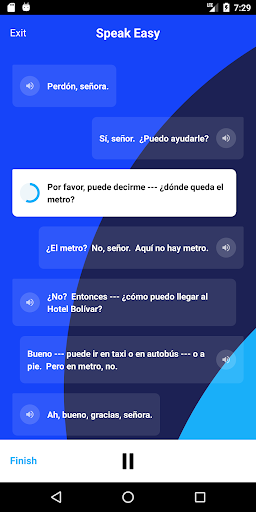 7:29
Exit
Speak Easy
Perdón, señora.
Sí, señor. ¿Puedo ayudarle?
Por favor, puede decirme --- ¿dónde queda el
metro?
¿El metro? No, señor. Aquí no hay metro.
¿No? Entonces --- ¿cómo puedo llegar al
Hotel Bolívar?
Bueno --- puede ir en taxi o en autobús --- o a
pie. Pero en metro, no.
Ah, bueno, gracias, señora.
Finish